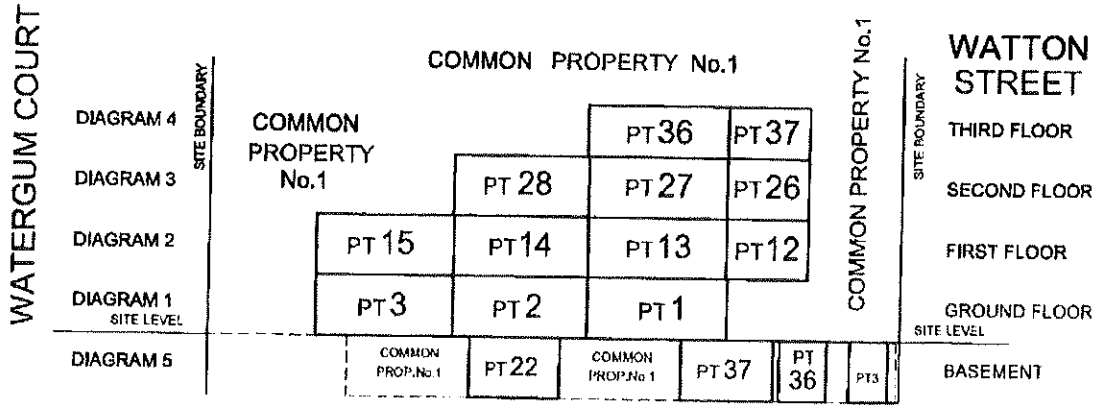 WATERGUM COURT
SITE BOUNDARY
COMMON PROPERTY No.1
COMMON PROPERTY No.1
SITE BOUNDARY
WATTON
STREET
DIAGRAM 4
COMMON
PROPERTY
No.1
PT 36
PT 37
THIRD FLOOR
DIAGRAM 3
PT 28
PT 27
PT 26
SECOND FLOOR
DIAGRAM 2
PT 15
PT 14
PT 13
PT 12
FIRST FLOOR
DIAGRAM 1
SITE LEVEL
PT 3
PT 2
PT 1
GROUND FLOOR
SITE LEVEL
DIAGRAM 5
COMMON
PROP.No.1
PT 22
COMMON
PROP.No 1
PT 37
PT
36
PT3
BASEMENT